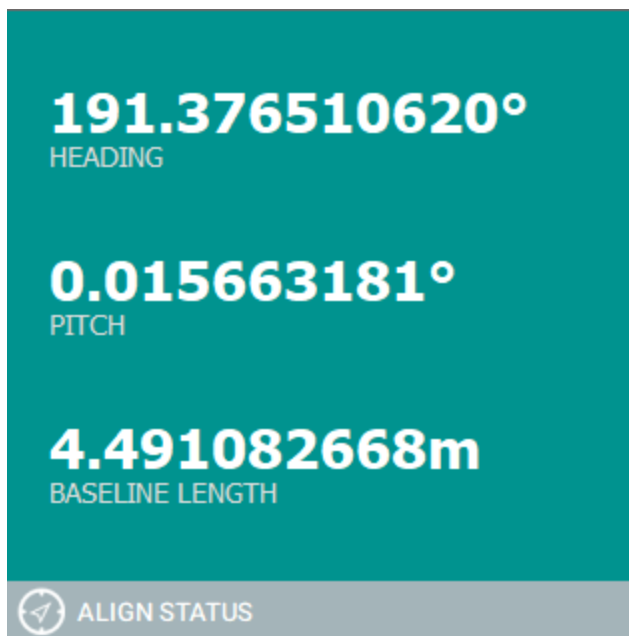 191.376510620°
HEADING
0.015663181°
PITCH
4.491082668m
BASELINE LENGTH
ALIGN STATUS